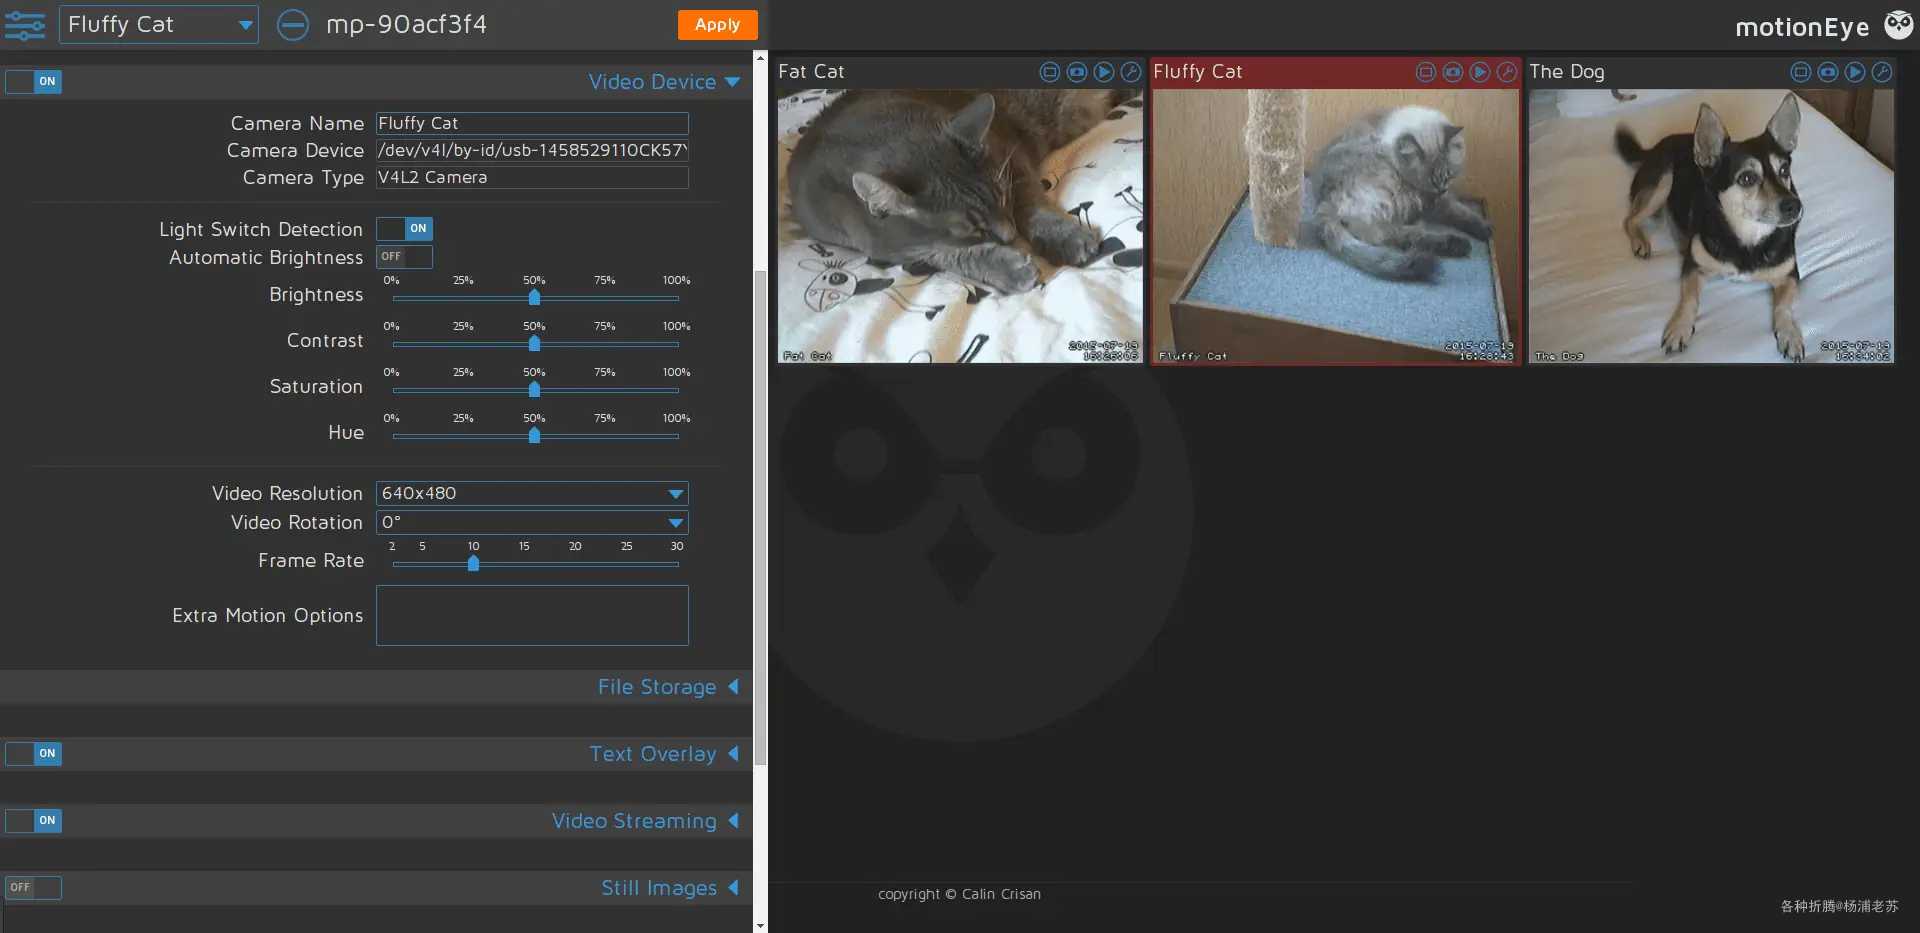 Fluffy Cat
mp-90acf3f4
Apply
motionEye
ON
Video Device
Camera Name
Fluffy Cat
Camera Device
/dev/v4l/by-id/usb-145852911OCK57Y
Camera Type
V4L2 Camera
Light Switch Detection
ON
Automatic Brightness
OFF
0% 25% 50% 75% 100%
Brightness
0% 25% 50% 75% 100%
Contrast
0% 25% 50% 75% 100%
Saturation
0% 25% 50% 75% 100%
Hue
Video Resolution
640x480
Video Rotation
0°
2 5 10 15 20 25 30
Frame Rate
Extra Motion Options
File Storage
ON
Text Overlay
ON
Video Streaming
OFF
Still Images
Fat Cat
Fat Cat
2015-07-19
16:26:06
Fluffy Cat
Fluffy Cat
2015-07-19
16:28:43
The Dog
The Dog
2015-07-19
16:34:02
copyright © Calin Crisan
各种折腾@杨浦老苏